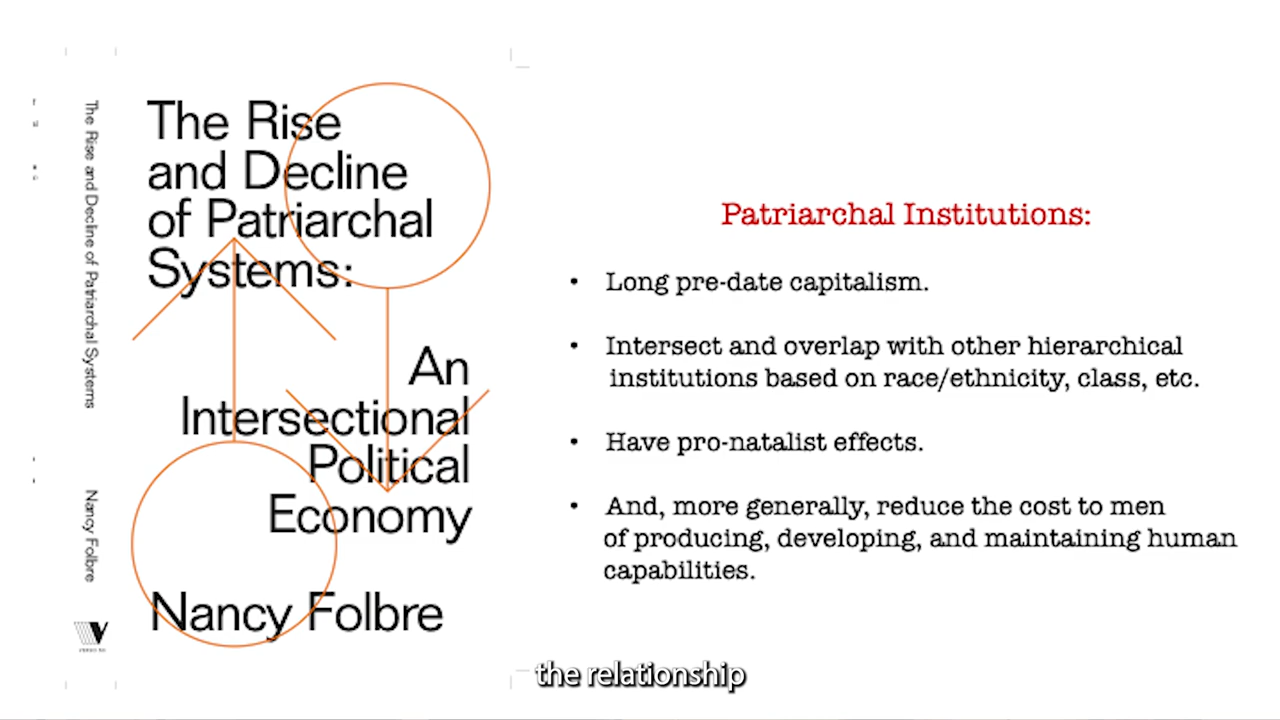 The Rise and Decline of Patriarchal Systems
Nancy Folbre
The Rise
and Decline
of Patriarchal
Systems:
An
Intersectional
Political
Economy
Nancy Folbre
Patriarchal Institutions:
• Long pre-date capitalism.
• Intersect and overlap with other hierarchical
institutions based on race/ethnicity, class, etc.
• Have pro-natalist effects.
• And, more generally, reduce the cost to men
of producing, developing, and maintaining human
capabilities.
the relationship